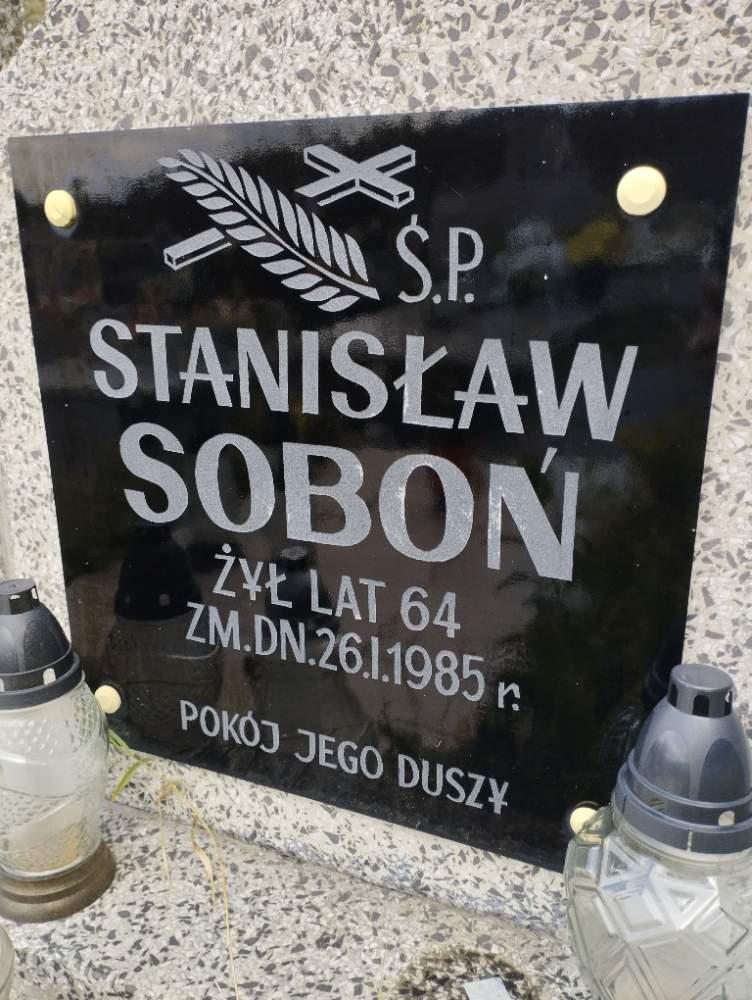 Ś.P.
STANISŁAW
SOBOŃ
ŻYŁ LAT 64
ZM.DN.26.I.1985 r.
POKÓJ JEGO DUSZY